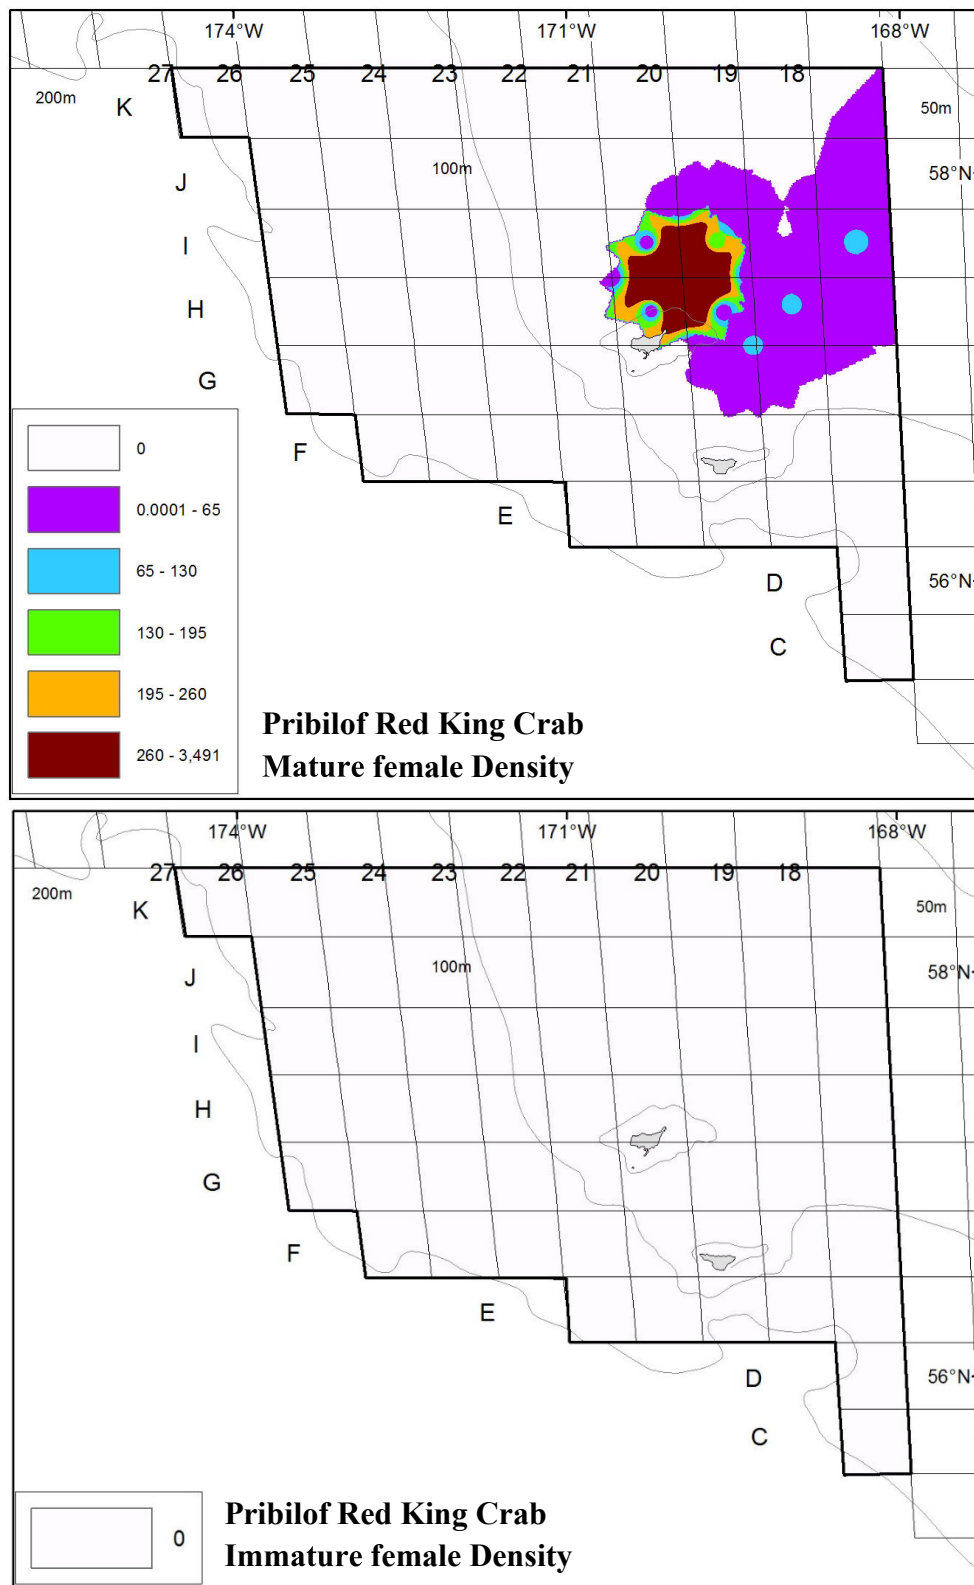 174°W 171°W 168°W
27 26 25 24 23 22 21 20 19 18
200m
K
50m
100m
58°N
J
I
H
G
F
0
E
0.0001 - 65
65 - 130
D
56°N
130 - 195
C
195 - 260
260 - 3,491
Pribilof Red King Crab
Mature female Density
174°W 171°W 168°W
27 26 25 24 23 22 21 20 19 18
200m
K
50m
100m
58°N
J
I
H
G
F
E
D
56°N
C
0
Pribilof Red King Crab
Immature female Density